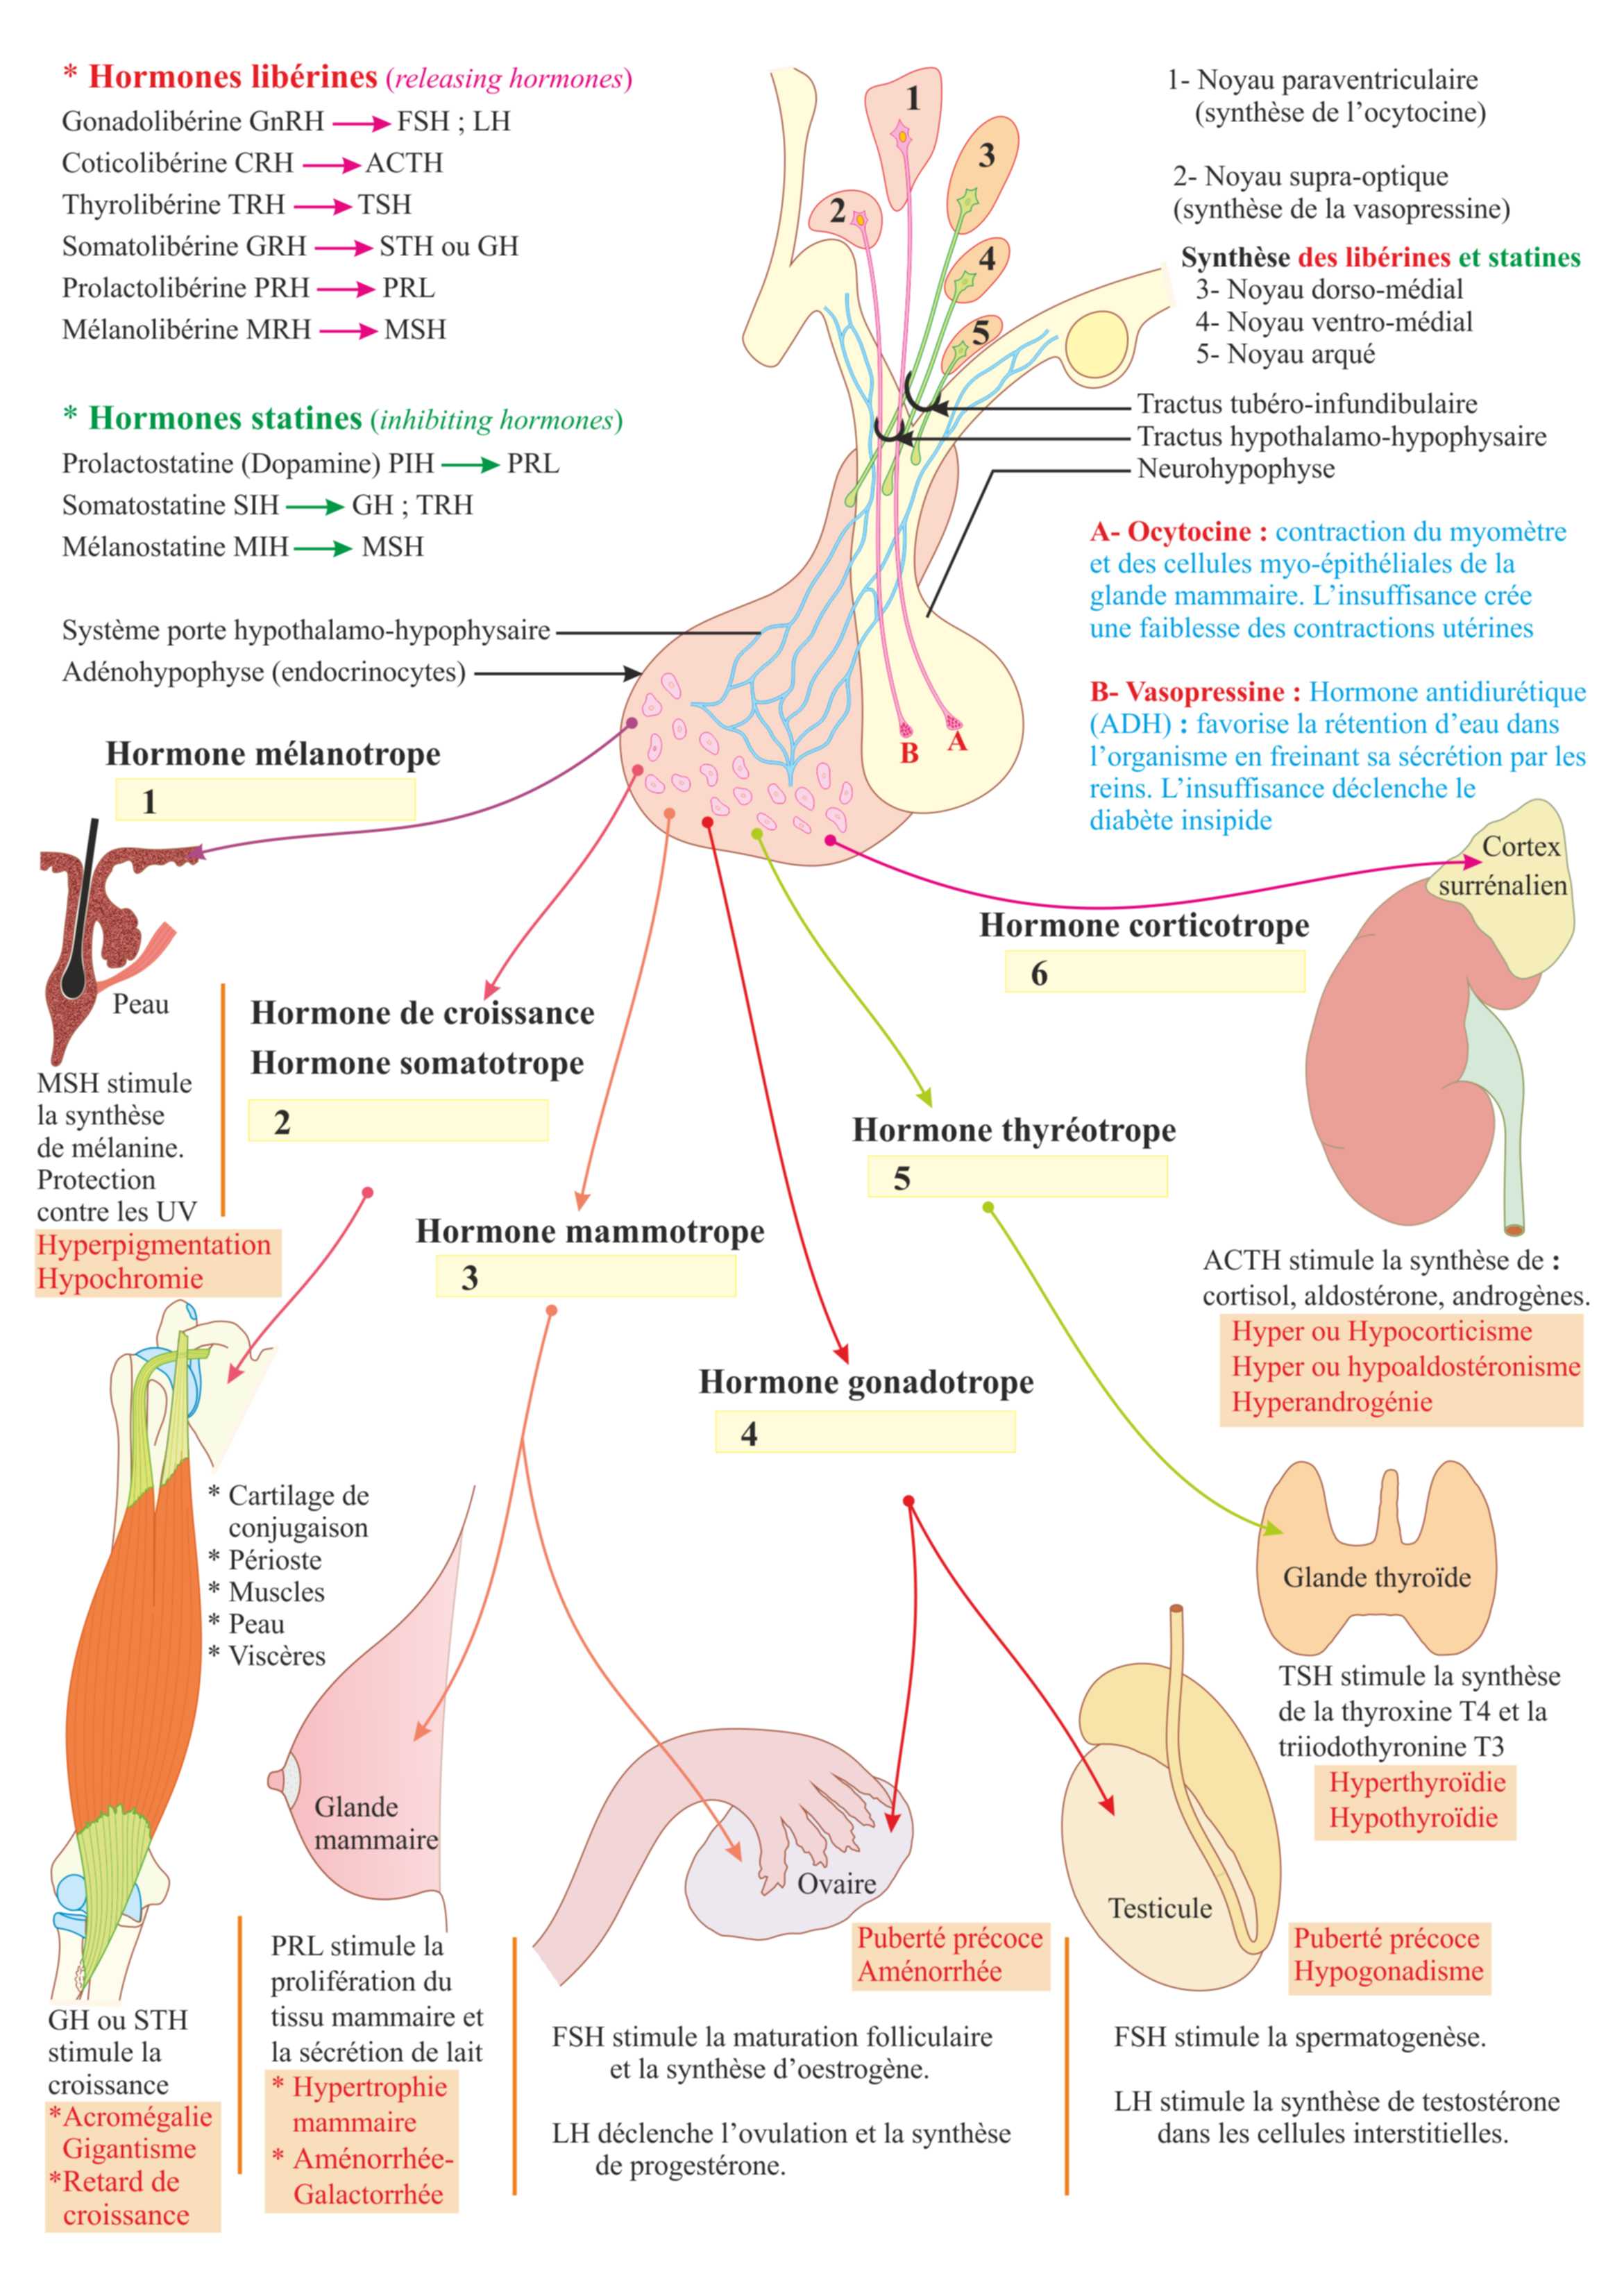 * Hormones libérines (releasing hormones)
Gonadolibérine GnRH → FSH ; LH
Coticolibérine CRH → ACTH
Thyrolibérine TRH → TSH
Somatolibérine GRH → STH ou GH
Prolactolibérine PRH → PRL
Mélanolibérine MRH → MSH
* Hormones statines (inhibiting hormones)
Prolactostatine (Dopamine) PIH → PRL
Somatostatine SIH → GH ; TRH
Mélanostatine MIH → MSH
Système porte hypothalamo-hypophysaire
Adénohypophyse (endocrinocytes)
1
2
3
4
5
1- Noyau paraventriculaire
(synthèse de l’ocytocine)
2- Noyau supra-optique
(synthèse de la vasopressine)
Synthèse des libérines et statines
3- Noyau dorso-médial
4- Noyau ventro-médial
5- Noyau arqué
Tractus tubéro-infundibulaire
Tractus hypothalamo-hypophysaire
Neurohypophyse
A- Ocytocine : contraction du myomètre
et des cellules myo-épithéliales de la
glande mammaire. L’insuffisance crée
une faiblesse des contractions utérines
B- Vasopressine : Hormone antidiurétique
(ADH) : favorise la rétention d’eau dans
l’organisme en freinant sa sécrétion par les
reins. L’insuffisance déclenche le
diabète insipide
B
A
Hormone mélanotrope
1
Peau
MSH stimule
la synthèse
de mélanine.
Protection
contre les UV
Hyperpigmentation
Hypochromie
Hormone de croissance
Hormone somatotrope
2
Hormone mammotrope
3
Hormone gonadotrope
4
Hormone thyréotrope
5
Hormone corticotrope
6
Cortex
surrénalien
ACTH stimule la synthèse de :
cortisol, aldostérone, androgènes.
Hyper ou Hypocorticisme
Hyper ou hypoaldostéronisme
Hyperandrogénie
* Cartilage de
conjugaison
* Périoste
* Muscles
* Peau
* Viscères
GH ou STH
stimule la
croissance
*Acromégalie
Gigantisme
*Retard de
croissance
Glande
mammaire
PRL stimule la
prolifération du
tissu mammaire et
la sécrétion de lait
* Hypertrophie
mammaire
* Aménorrhée-
Galactorrhée
Ovaire
Puberté précoce
Aménorrhée
FSH stimule la maturation folliculaire
et la synthèse d’oestrogène.
LH déclenche l’ovulation et la synthèse
de progestérone.
Testicule
Puberté précoce
Hypogonadisme
FSH stimule la spermatogenèse.
LH stimule la synthèse de testostérone
dans les cellules interstitielles.
Glande thyroïde
TSH stimule la synthèse
de la thyroxine T4 et la
triiodothyronine T3
Hyperthyroïdie
Hypothyroïdie